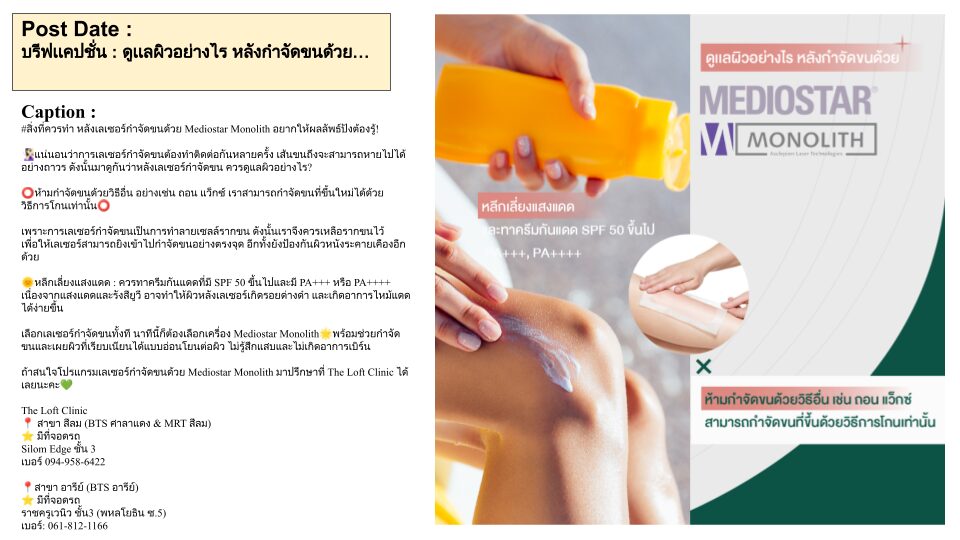 Post Date :
บรีฟแคปชั่น : ดูแลผิวอย่างไร หลังกำจัดขนด้วย…
Caption :
#สิ่งที่ควรทำ หลังเลเซอร์กำจัดขนด้วย Mediostar Monolith อยากให้ผลลัพธ์ปังต้องรู้!
🤦🏻‍♀️แน่นอนว่าการเลเซอร์กำจัดขนต้องทำติดต่อกันหลายครั้ง เส้นขนถึงจะสามารถหายไปได้
อย่างถาวร ดังนั้นมาดูกันว่าหลังเลเซอร์กำจัดขน ควรดูแลผิวอย่างไร?
⭕ห้ามกำจัดขนด้วยวิธีอื่น อย่างเช่น ถอน แว็กซ์ เราสามารถกำจัดขนที่ขึ้นใหม่ได้ด้วย
วิธีการโกนเท่านั้น⭕
เพราะการเลเซอร์กำจัดขนเป็นการทำลายเซลล์รากขน ดังนั้นเราจึงควรเหลือรากขนไว้
เพื่อให้เลเซอร์สามารถยิงเข้าไปกำจัดขนอย่างตรงจุด อีกทั้งยังป้องกันผิวหนังระคายเคืองอีก
ด้วย
🌞หลีกเลี่ยงแสงแดด : ควรทาครีมกันแดดที่มี SPF 50 ขึ้นไปและมี PA+++ หรือ PA++++
เนื่องจากแสงแดดและรังสียูวี อาจทำให้ผิวหลังเลเซอร์เกิดรอยด่างดำ และเกิดอาการไหม้แดด
ได้ง่ายขึ้น
เลือกเลเซอร์กำจัดขนทั้งที นาทีนี้ก็ต้องเลือกเครื่อง Mediostar Monolith🌟พร้อมช่วยกำจัด
ขนและเผยผิวที่เรียบเนียนได้แบบอ่อนโยนต่อผิว ไม่รู้สึกแสบและไม่เกิดอาการเบิร์น
ถ้าสนใจโปรแกรมเลเซอร์กำจัดขนด้วย Mediostar Monolith มาปรึกษาที่ The Loft Clinic ได้
เลยนะคะ💚
The Loft Clinic
📍 สาขา สีลม (BTS ศาลาแดง & MRT สีลม)
⭐ มีที่จอดรถ
Silom Edge ชั้น 3
เบอร์ 094-958-6422
📍สาขา อารีย์ (BTS อารีย์)
⭐ มีที่จอดรถ
ราชครูเวนิว ชั้น3 (พหลโยธิน ซ.5)
เบอร์: 061-812-1166
ดูแลผิวอย่างไร หลังกำจัดขนด้วย
MEDIOSTAR®
MONOLITH
Asclepion Laser Technologies
หลีกเลี่ยงแสงแดด
และทาครีมกันแดด SPF 50 ขึ้นไป
PA+++, PA++++
ห้ามกำจัดขนด้วยวิธีอื่น เช่น ถอน แว็กซ์
สามารถกำจัดขนที่ขึ้นด้วยวิธีการโกนเท่านั้น